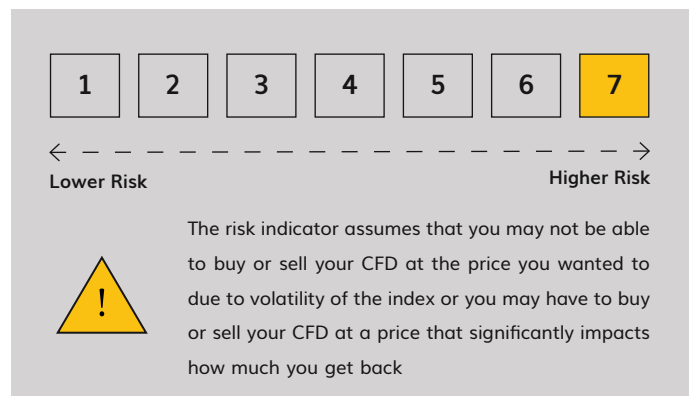 1 2 3 4 5 6 7
Lower Risk Higher Risk
The risk indicator assumes that you may not be able
to buy or sell your CFD at the price you wanted to
due to volatility of the index or you may have to buy
or sell your CFD at a price that significantly impacts
how much you get back
!